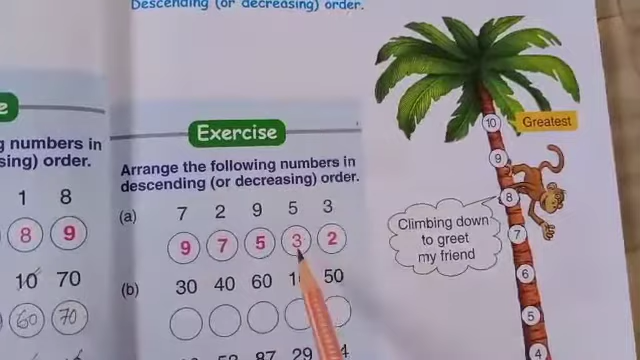 Descending (or decreasing) order.
g numbers in
sing) order.
1 8
8 9
10 70
60 70
Exercise
Arrange the following numbers in
descending (or decreasing) order.
(a) 7 2 9 5 3
9 7 5 3 2
(b) 30 40 60 50
87 29
10 Greatest
9
8
Climbing down
to greet
my friend
7
6
5
4